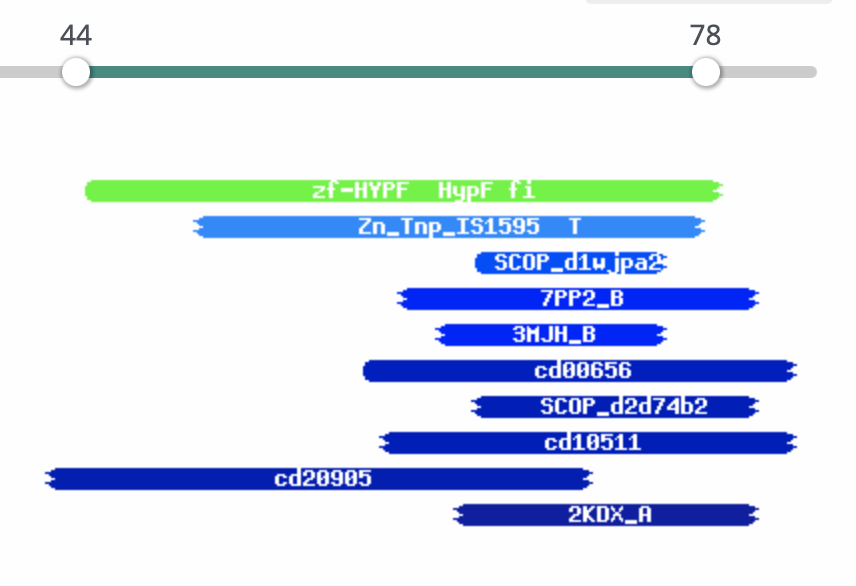 44 78
zf-HYPF HypF fi
Zn_Tnp_IS1595 T
SCOP_d1wjpa2
7PP2_B
3MJH_B
cd00656
SCOP_d2d74b2
cd10511
cd20905
2KDX_A